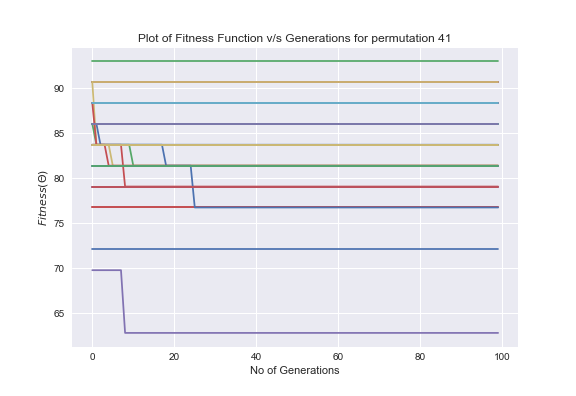 Plot of Fitness Function v/s Generations for permutation 41
90
85
80
75
70
65
Fitness(Θ)
0 20 40 60 80 100
No of Generations